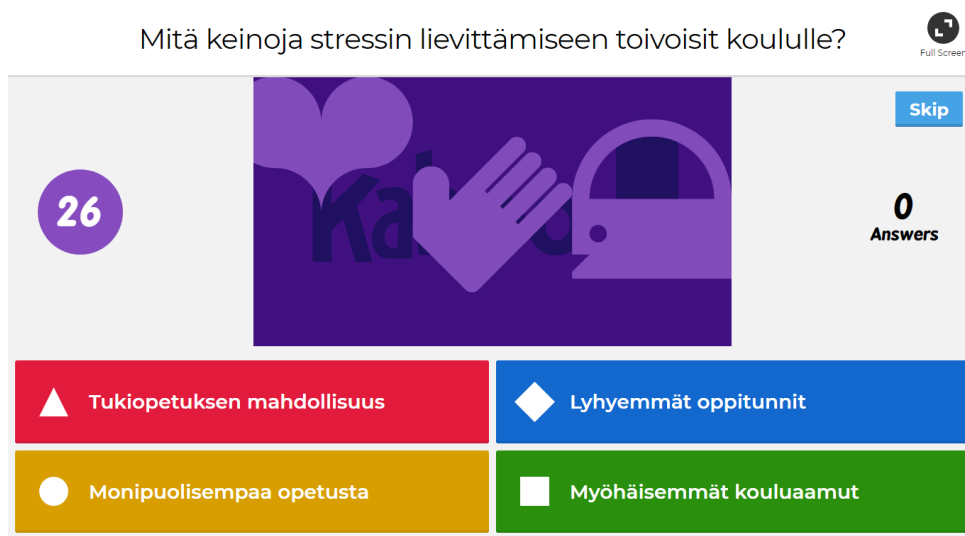 Mitä keinoja stressin lievittämiseen toivoisit koululle?
Full Screen
Skip
26
0
Answers
Tukiopetuksen mahdollisuus
Lyhyemmät oppitunnit
Monipuolisempaa opetusta
Myöhäisemmät kouluaamut